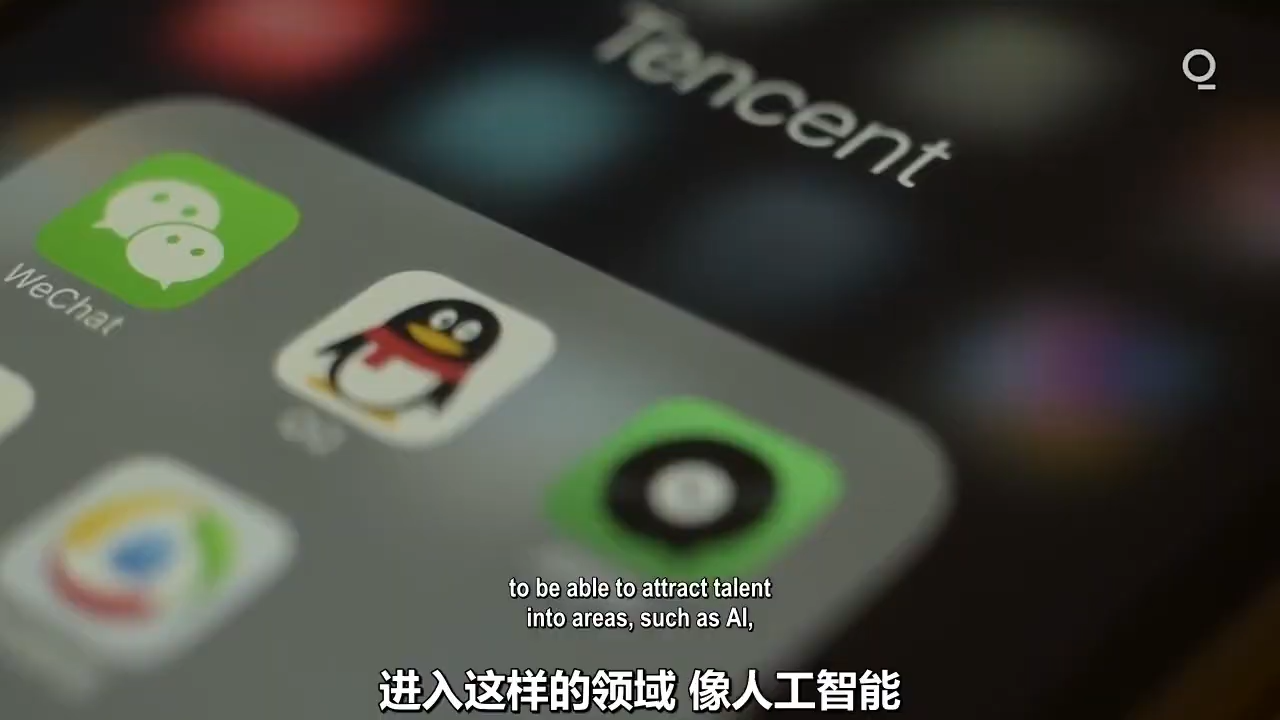 Tencent
WeChat
QQ
to be able to attract talent
into areas, such as AI,
进入这样的领域 像人工智能